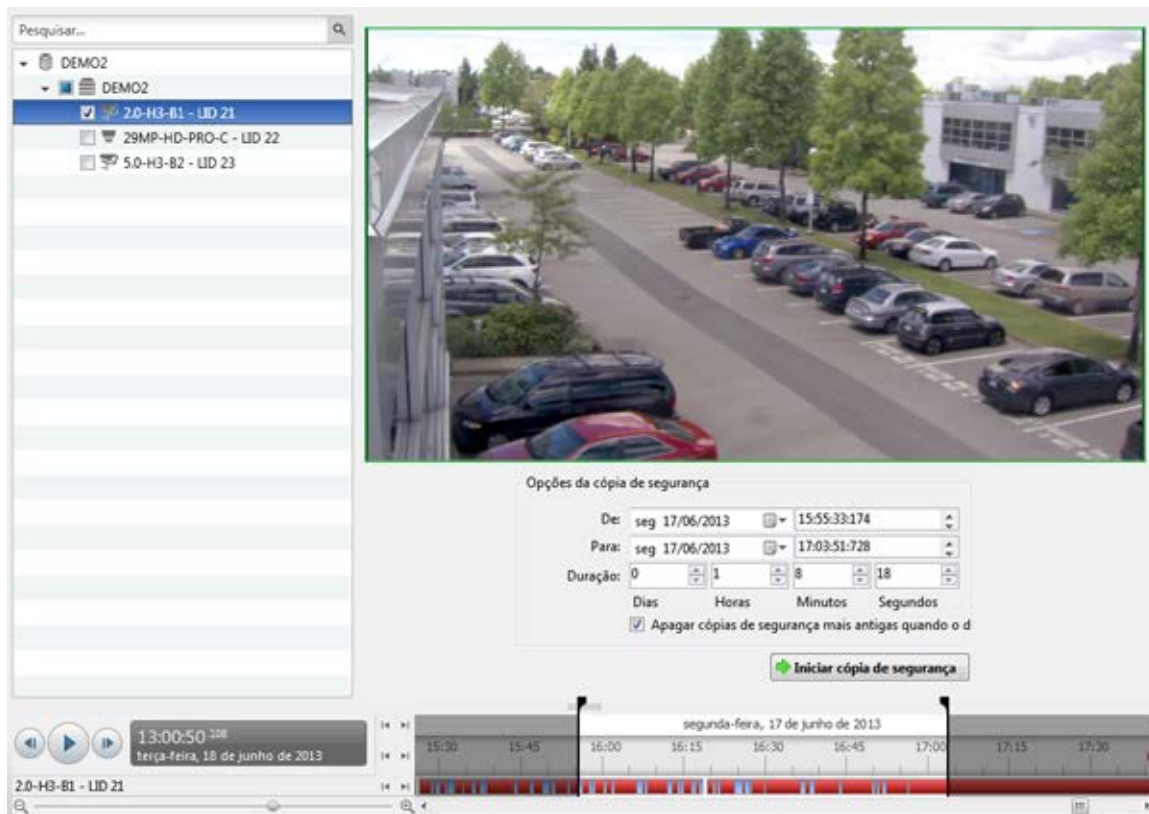 Pesquisar...
DEMO2
DEMO2
2.0-H3-B1 - LID 21
29MP-HD-PRO-C - LID 22
5.0-H3-B2 - LID 23
Opções da cópia de segurança
De: seg 17/06/2013 15:55:33:174
Para: seg 17/06/2013 17:03:51:728
Duração: 0 1 8 18
Dias Horas Minutos Segundos
Apagar cópias de segurança mais antigas quando o d
Iniciar cópia de segurança
segunda-feira, 17 de junho de 2013
13:00:50 108
terça-feira, 18 de junho de 2013
15:30 15:45 16:00 16:15 16:30 16:45 17:00 17:15 17:30
2.0-H3-B1 - LID 21